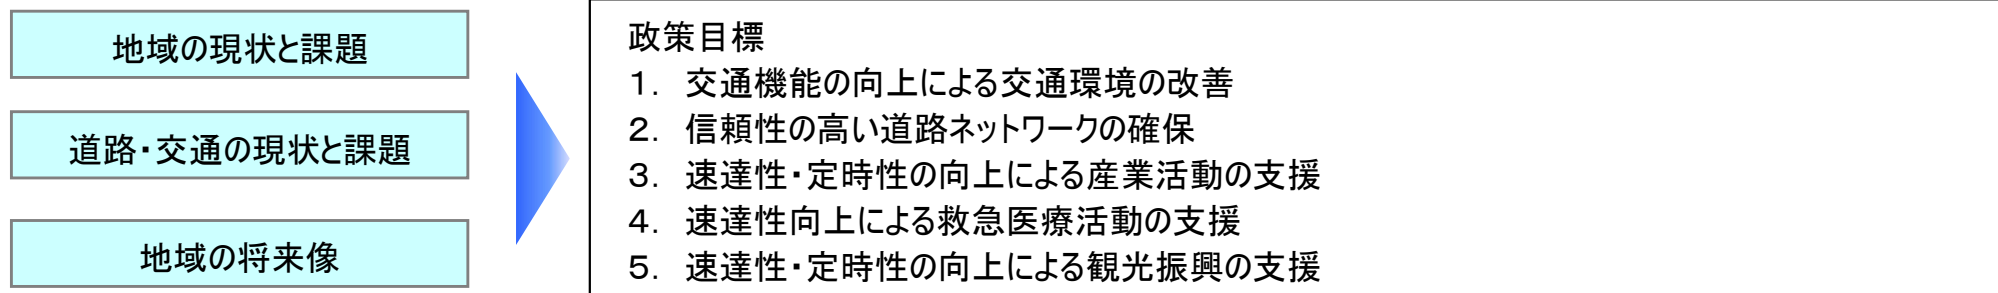 地域の現状と課題
道路・交通の現状と課題
地域の将来像
政策目標
１．交通機能の向上による交通環境の改善
２．信頼性の高い道路ネットワークの確保
３．速達性・定時性の向上による産業活動の支援
４．速達性向上による救急医療活動の支援
５．速達性・定時性の向上による観光振興の支援